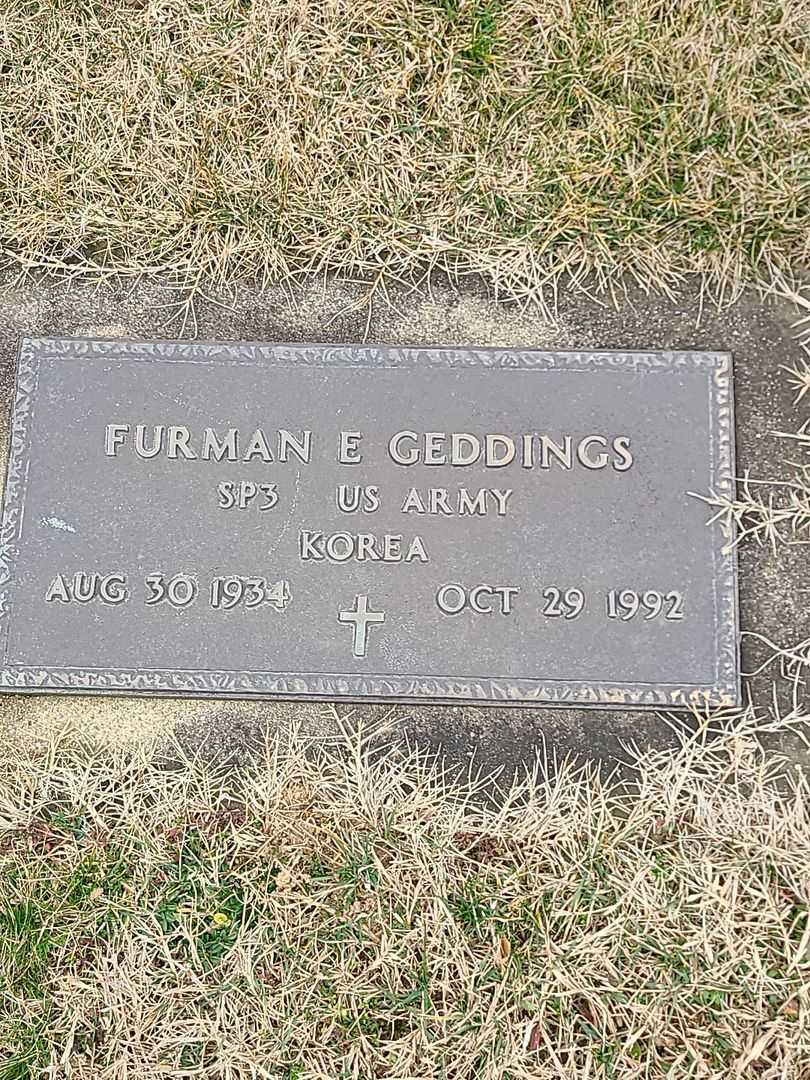 FURMAN E GEDDINGS
SP3 US ARMY
KOREA
AUG 30 1934 OCT 29 1992